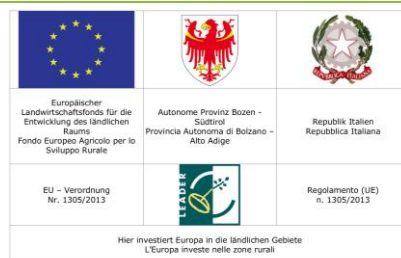 Europäischer
Landwirtschaftsfonds für die
Entwicklung des ländlichen
Raums
Fondo Europeo Agricolo per lo
Sviluppo Rurale
Autonome Provinz Bozen -
Südtirol
Provincia Autonoma di Bolzano –
Alto Adige
Republik Italien
Repubblica Italiana
EU – Verordnung
Nr. 1305/2013
LEADER
Regolamento (UE)
n. 1305/2013
Hier investiert Europa in die ländlichen Gebiete
L'Europa investe nelle zone rurali